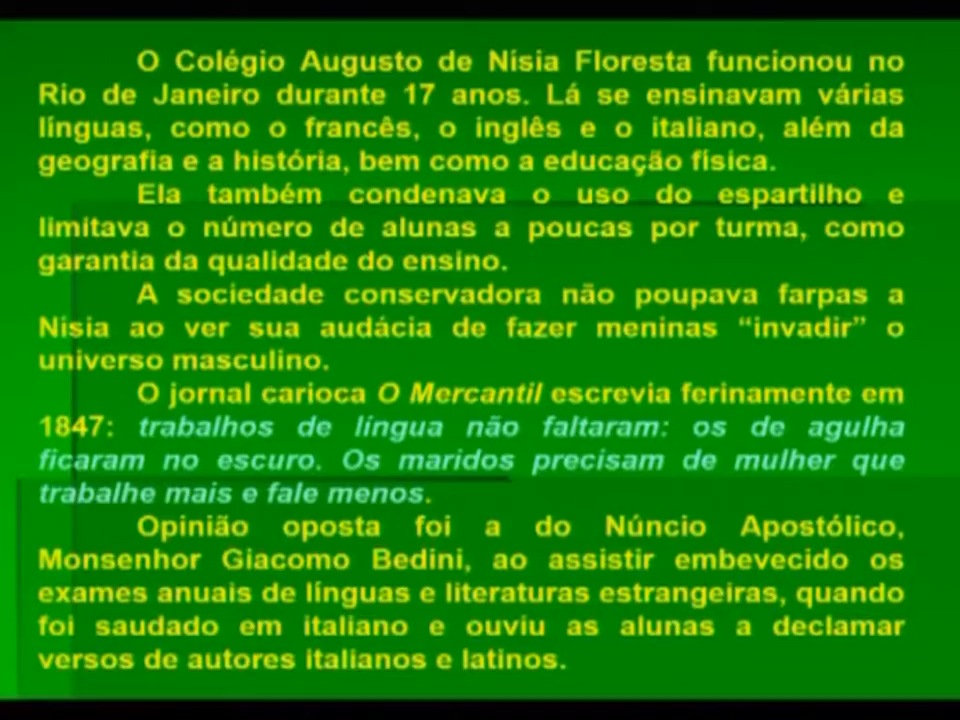 O Colégio Augusto de Nísia Floresta funcionou no
Rio de Janeiro durante 17 anos. Lá se ensinavam várias
línguas, como o francês, o inglês e o italiano, além da
geografia e a história, bem como a educação física.
Ela também condenava o uso do espartilho e
limitava o número de alunas a poucas por turma, como
garantia da qualidade do ensino.
A sociedade conservadora não poupava farpas a
Nísia ao ver sua audácia de fazer meninas “invadir” o
universo masculino.
O jornal carioca O Mercantil escrevia ferinamente em
1847: trabalhos de língua não faltaram: os de agulha
ficaram no escuro. Os maridos precisam de mulher que
trabalhe mais e fale menos.
Opinião oposta foi a do Núncio Apostólico,
Monsenhor Giacomo Bedini, ao assistir embevecido os
exames anuais de línguas e literaturas estrangeiras, quando
foi saudado em italiano e ouviu as alunas a declamar
versos de autores italianos e latinos.